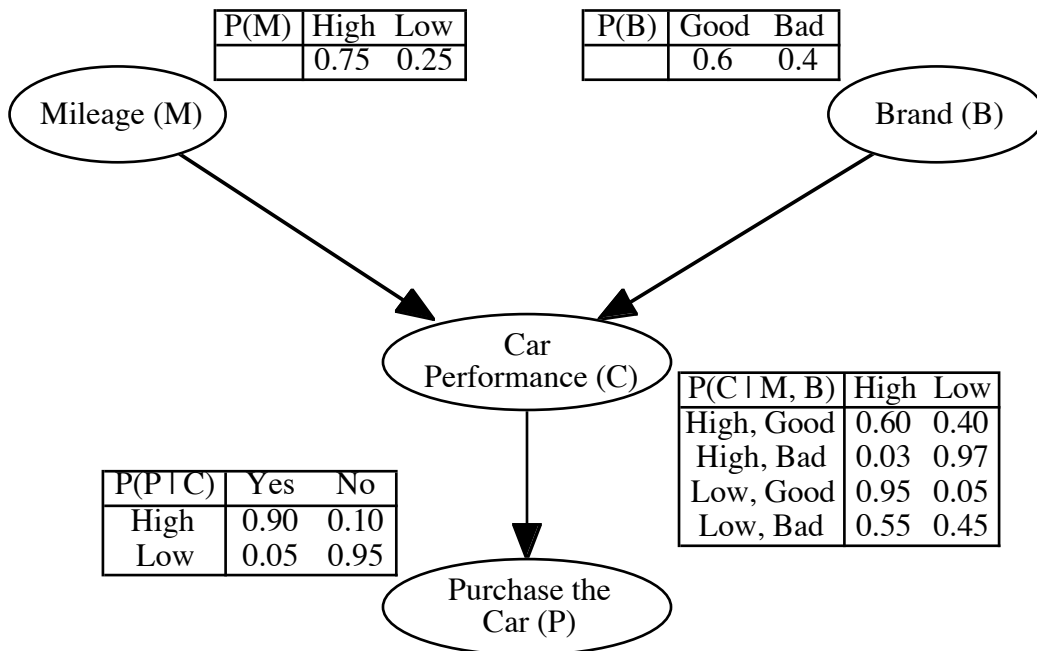 P(M) High Low
0.75 0.25
P(B) Good Bad
0.6 0.4
Mileage (M)
Brand (B)
Car
Performance (C)
P(C | M, B) High Low
High, Good 0.60 0.40
High, Bad 0.03 0.97
Low, Good 0.95 0.05
Low, Bad 0.55 0.45
P(P | C) Yes No
High 0.90 0.10
Low 0.05 0.95
Purchase the
Car (P)